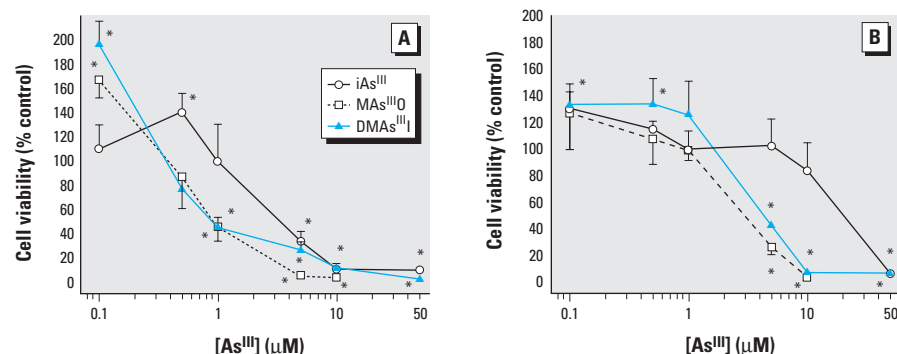 A
Cell viability (% control)
200
180
160
140
120
100
80
60
40
20
0
iAsIII
MAsIIIO
DMAsIIII
* * * * * * * * * * * *
0.1 1 10 50
[AsIII] (μM)
B
Cell viability (% control)
200
180
160
140
120
100
80
60
40
20
0
* * * * * * * *
0.1 1 10 50
[AsIII] (μM)